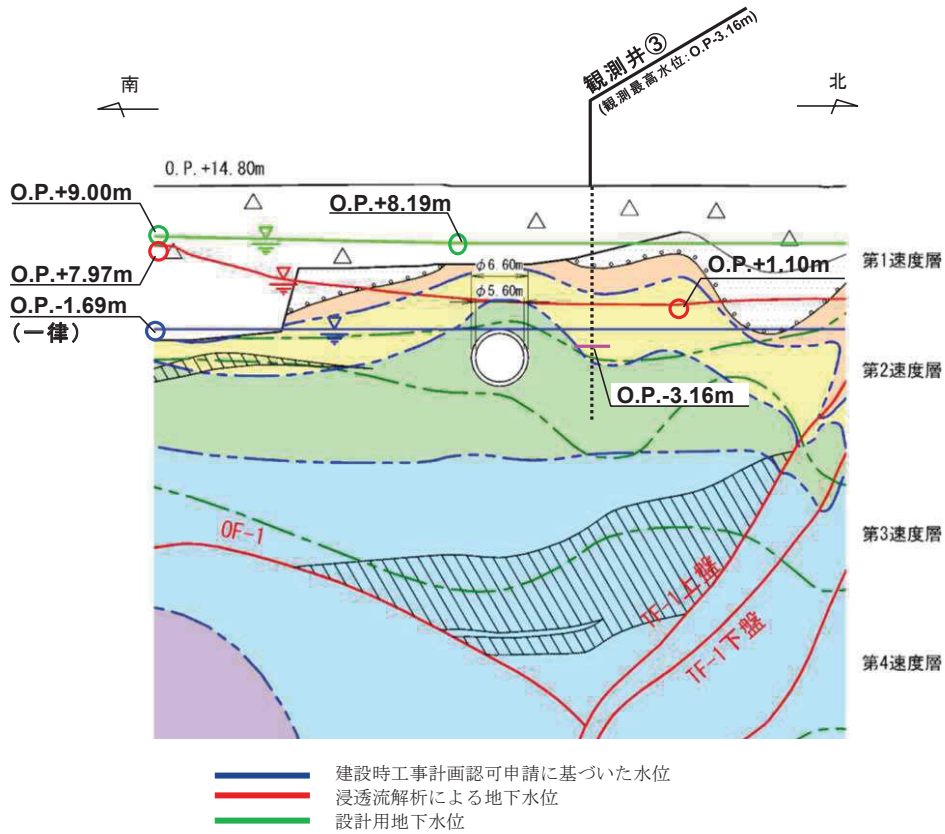 観測井③
(観測最高水位:O.P-3.16m)
南
北
O.P.+14.80m
O.P.+9.00m
O.P.+8.19m
O.P.+7.97m
O.P.-1.69m
(一律)
φ6.60m
φ5.60m
O.P.+1.10m
O.P.-3.16m
第1速度層
第2速度層
第3速度層
第4速度層
OF-1
TF-1上盤
TF-1下盤
建設時工事計画認可申請に基づいた水位
浸透流解析による地下水位
設計用地下水位